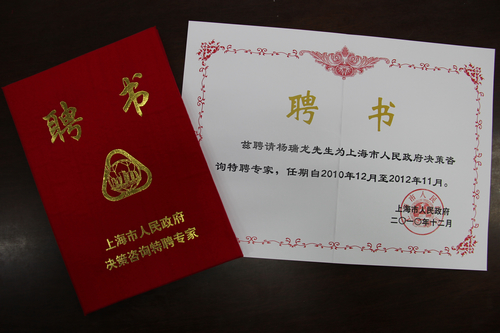 聘书
上海市人民政府
决策咨询特聘专家
聘书
兹聘请杨瑞龙先生为上海市人民政府决策咨
询特聘专家，任期自2010年12月至2012年11月。
上海市人民政府
二〇一〇年十二月